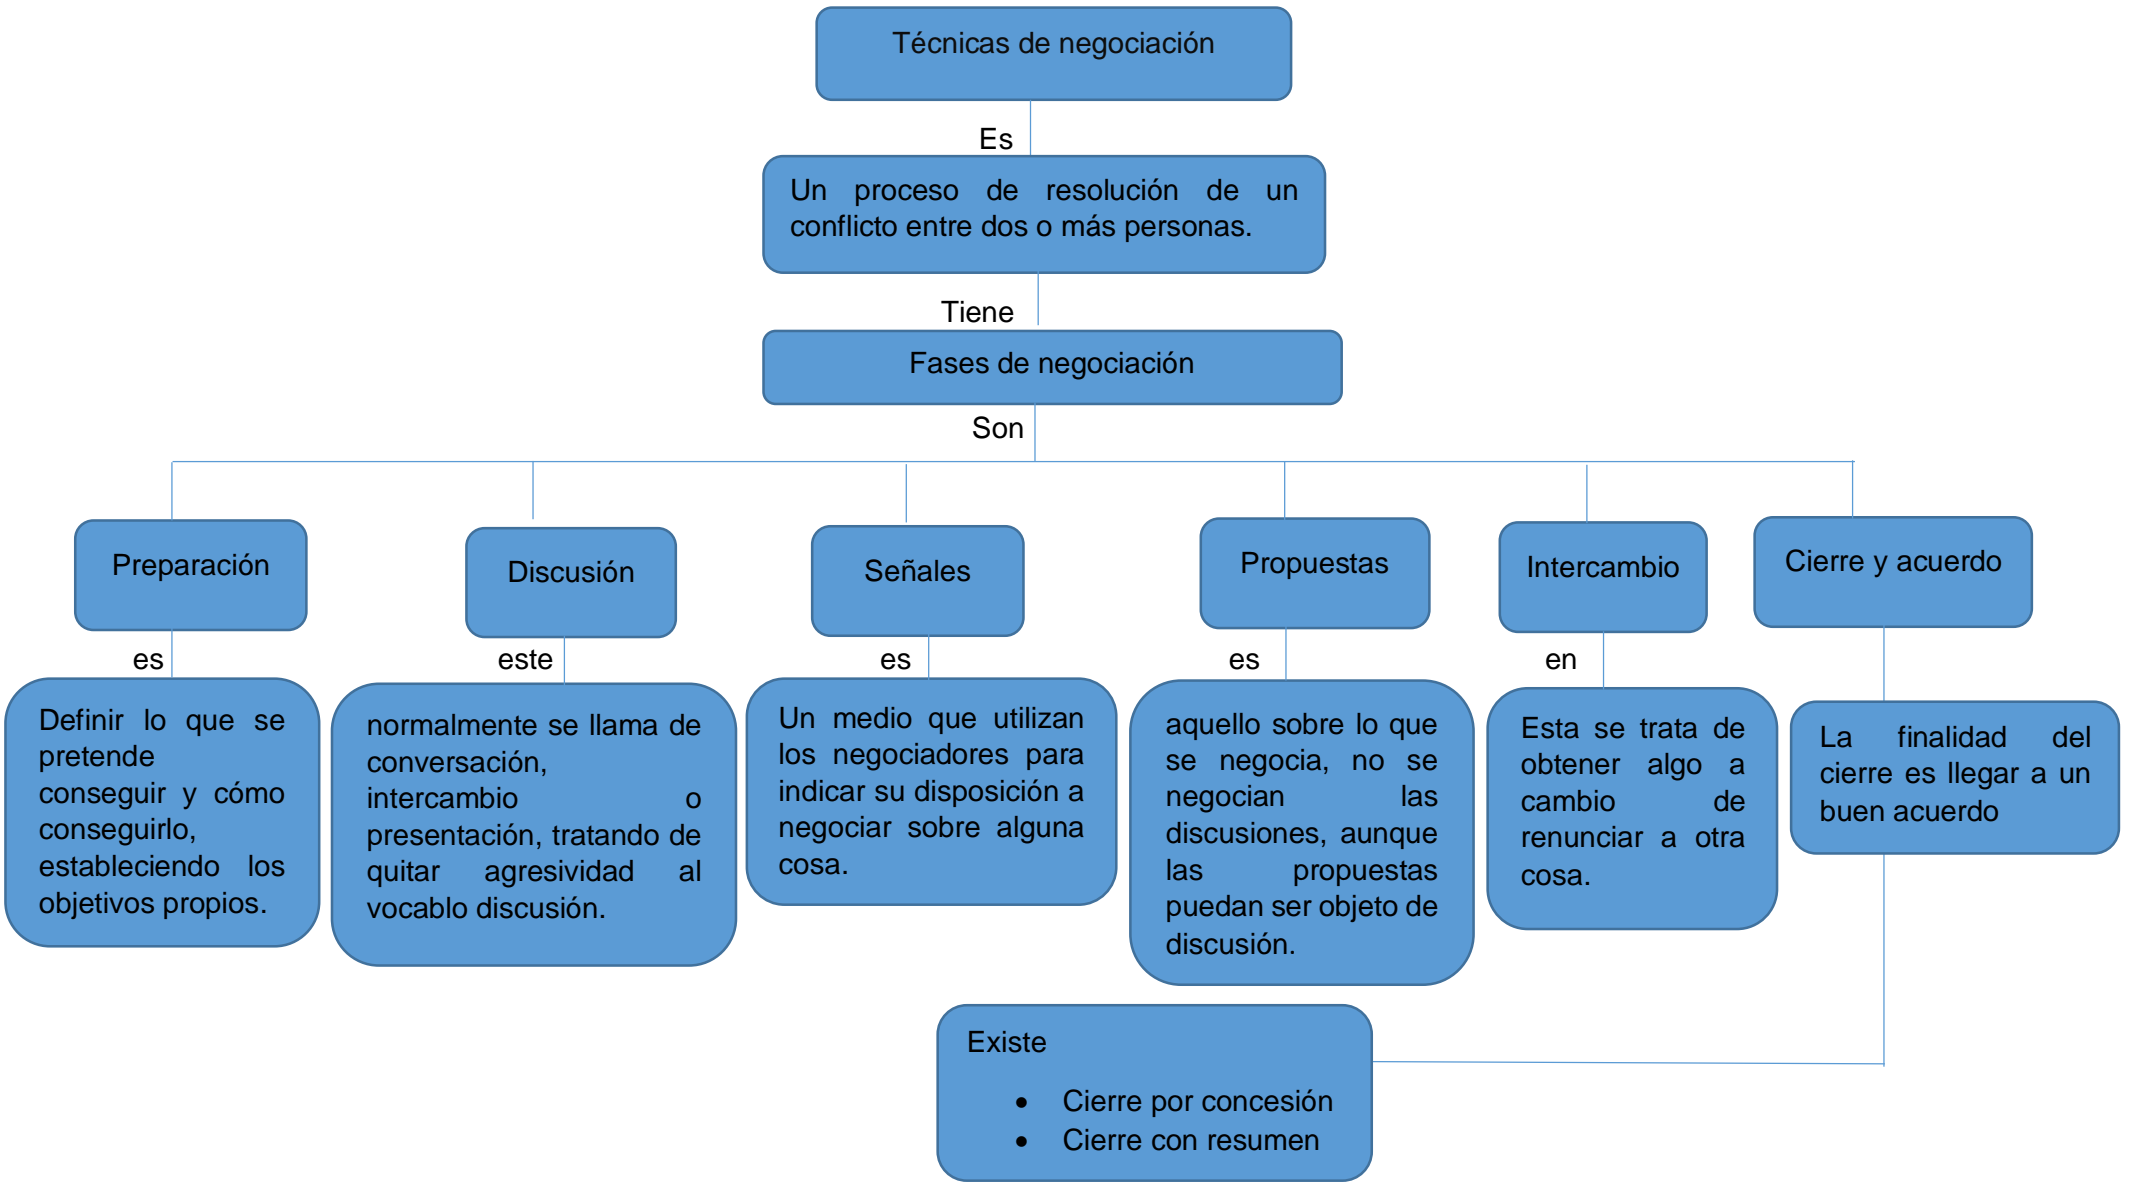 Técnicas de negociación
Es
Un proceso de resolución de un
conflicto entre dos o más personas.
Tiene
Fases de negociación
Son
Preparación
Discusión
Señales
Propuestas
Intercambio
Cierre y acuerdo
es
este
es
es
en
Definir lo que se
pretende
conseguir y cómo
conseguirlo,
estableciendo los
objetivos propios.
normalmente se llama de
conversación,
intercambio o
presentación, tratando de
quitar agresividad al
vocablo discusión.
Un medio que utilizan
los negociadores para
indicar su disposición a
negociar sobre alguna
cosa.
aquello sobre lo que
se negocia, no se
negocian las
discusiones, aunque
las propuestas
puedan ser objeto de
discusión.
Esta se trata de
obtener algo a
cambio de
renunciar a otra
cosa.
La finalidad del
cierre es llegar a un
buen acuerdo
Existe
• Cierre por concesión
• Cierre con resumen